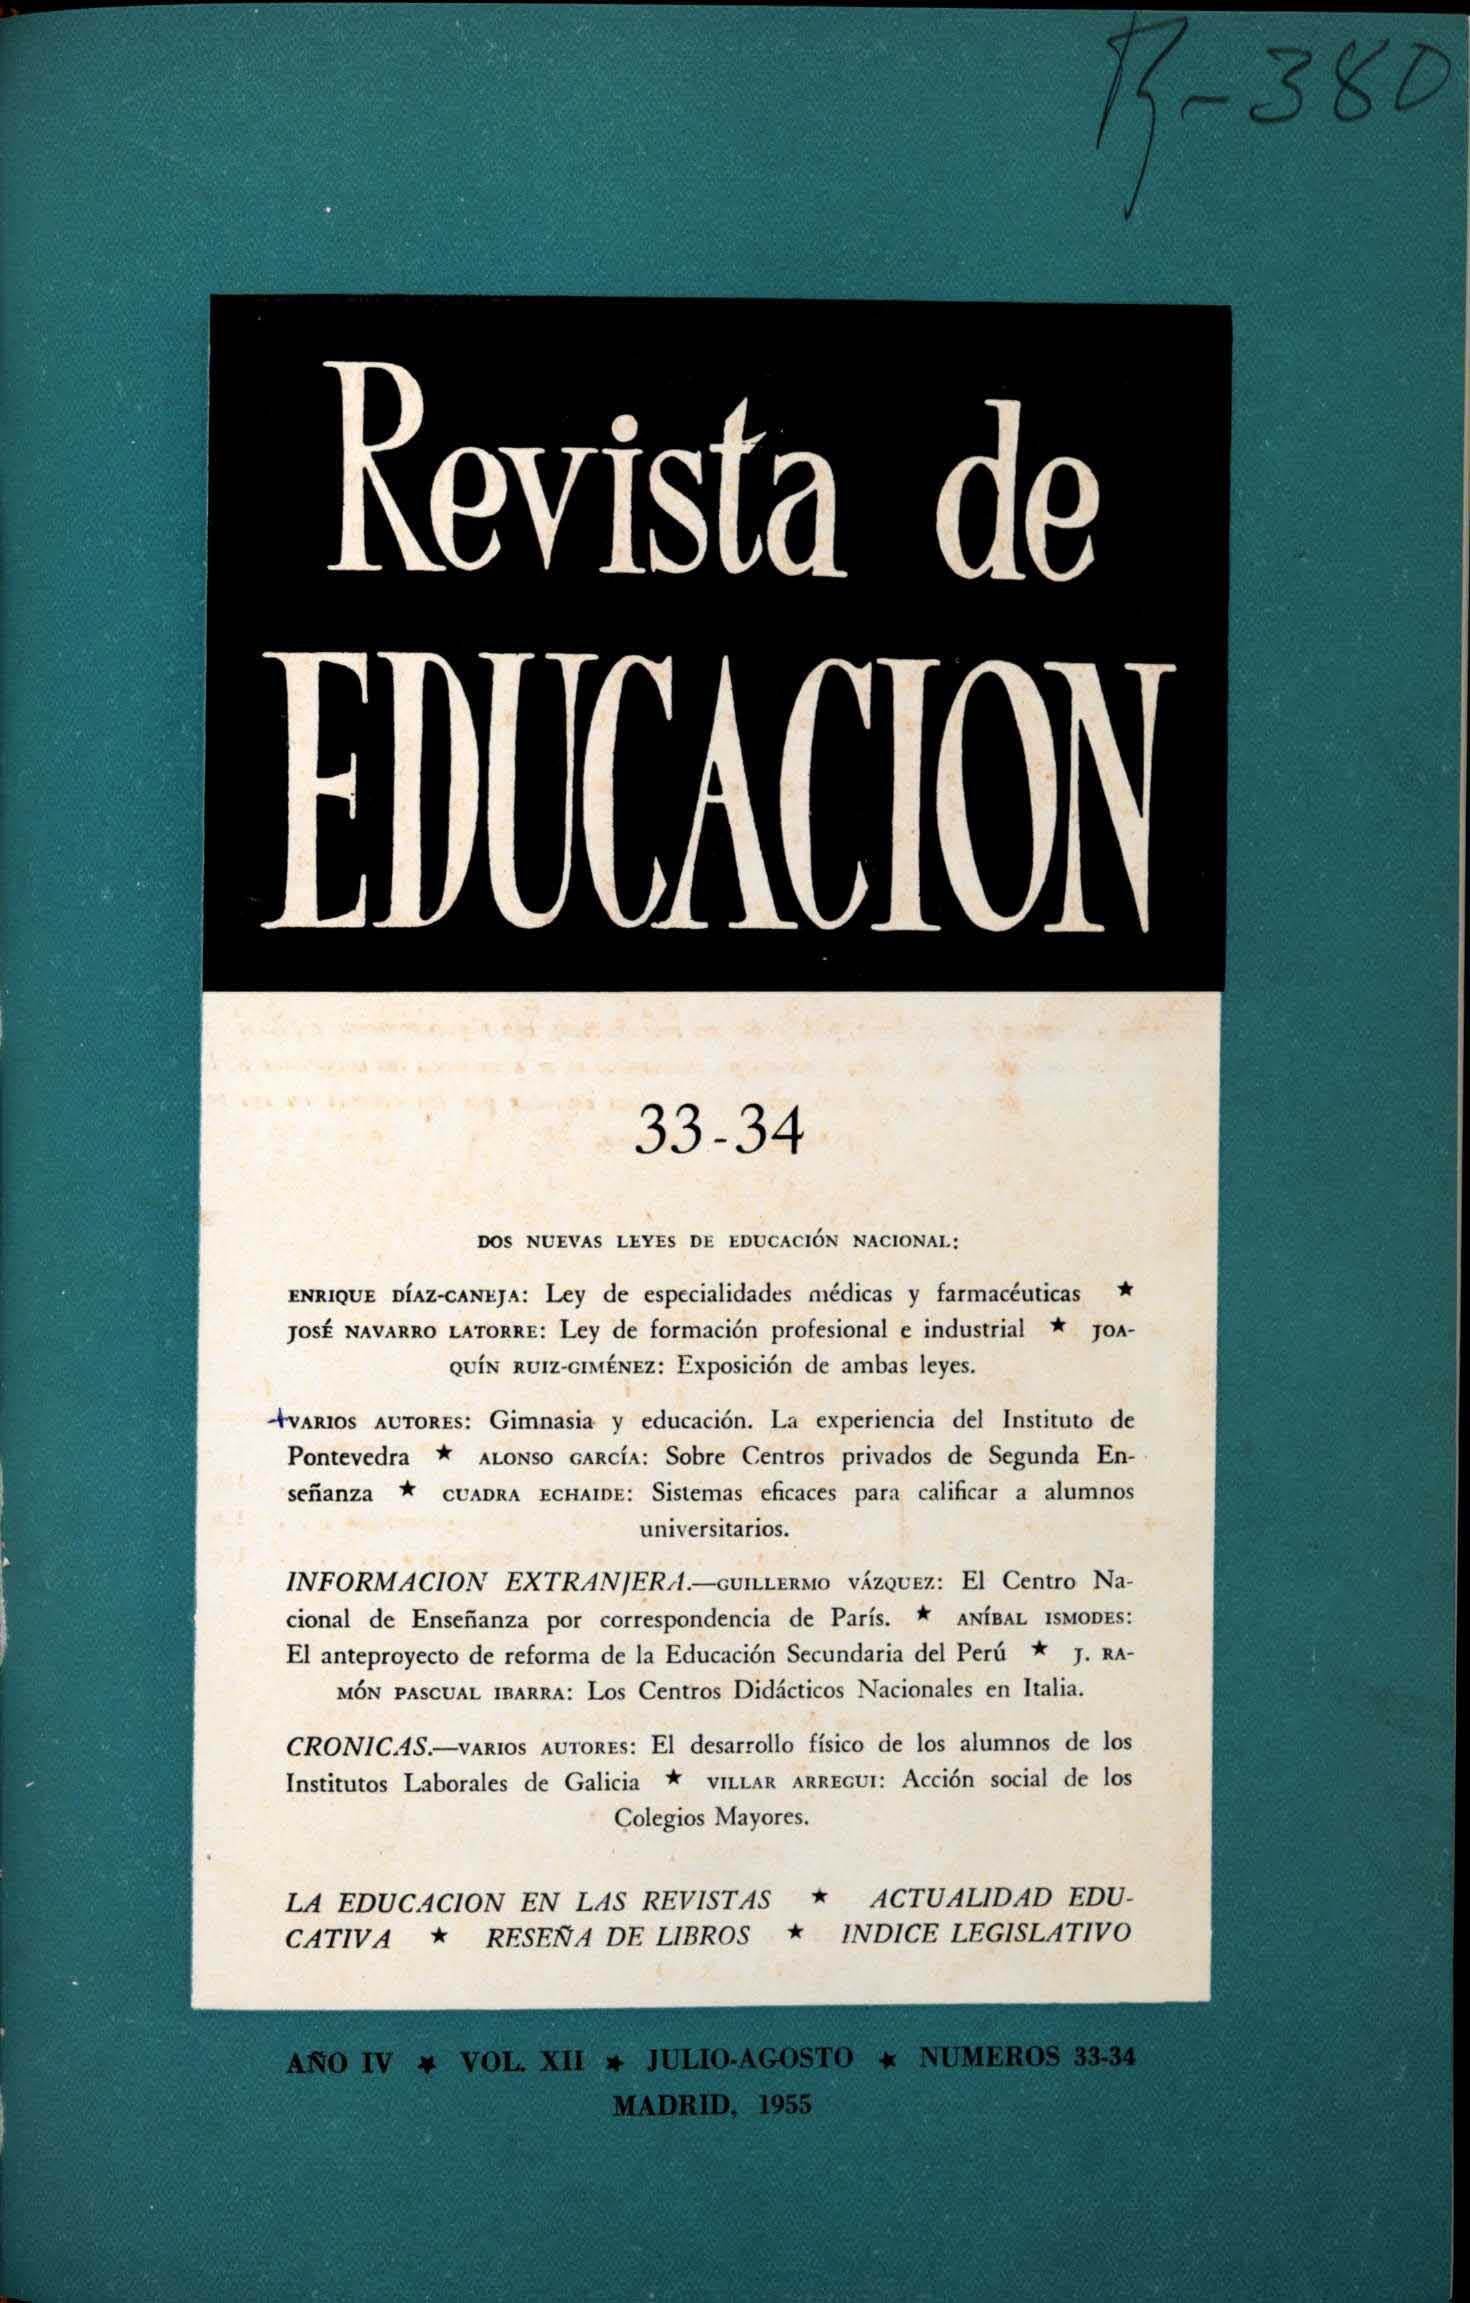 R-380
Revista de
EDUCACION
33-34
DOS NUEVAS LEYES DE EDUCACIÓN NACIONAL:
ENRIQUE DÍAZ-CANEJA: Ley de especialidades médicas y farmacéuticas ★
JOSÉ NAVARRO LATORRE: Ley de formación profesional e industrial ★ JOA-
QUÍN RUIZ-GIMÉNEZ: Exposición de ambas leyes.
+VARIOS AUTORES: Gimnasia y educación. La experiencia del Instituto de
Pontevedra ★ ALONSO GARCÍA: Sobre Centros privados de Segunda En-
señanza ★ CUADRA ECHAIDE: Sistemas eficaces para calificar a alumnos
universitarios.
INFORMACION EXTRANJERA.—GUILLERMO VÁZQUEZ: El Centro Na-
cional de Enseñanza por correspondencia de París. ★ ANÍBAL ISMODES:
El anteproyecto de reforma de la Educación Secundaria del Perú ★ J. RA-
MÓN PASCUAL IBARRA: Los Centros Didácticos Nacionales en Italia.
CRONICAS.—VARIOS AUTORES: El desarrollo físico de los alumnos de los
Institutos Laborales de Galicia ★ VILLAR ARREGUI: Acción social de los
Colegios Mayores.
LA EDUCACION EN LAS REVISTAS ★ ACTUALIDAD EDU-
CATIVA ★ RESEÑA DE LIBROS ★ INDICE LEGISLATIVO
AÑO IV ★ VOL. XII ★ JULIO-AGOSTO ★ NUMEROS 33-34
MADRID, 1955